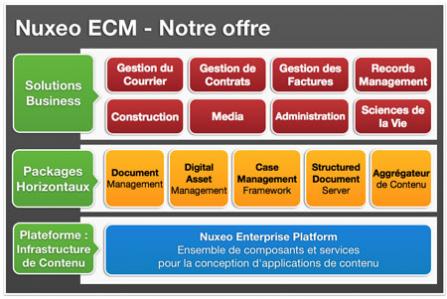 Nuxeo ECM - Notre offre
Solutions
Business
Gestion du
Courrier
Gestion de
Contrats
Gestion des
Factures
Records
Management
Construction
Media
Administration
Sciences de
la Vie
Packages
Horizontaux
Document
Management
Digital
Asset
Management
Case
Management
Framework
Structured
Document
Server
Aggrégateur
de Contenu
Plateforme :
Infrastructure
de Contenu
Nuxeo Enterprise Platform
Ensemble de composants et services
pour la conception d'applications de contenu